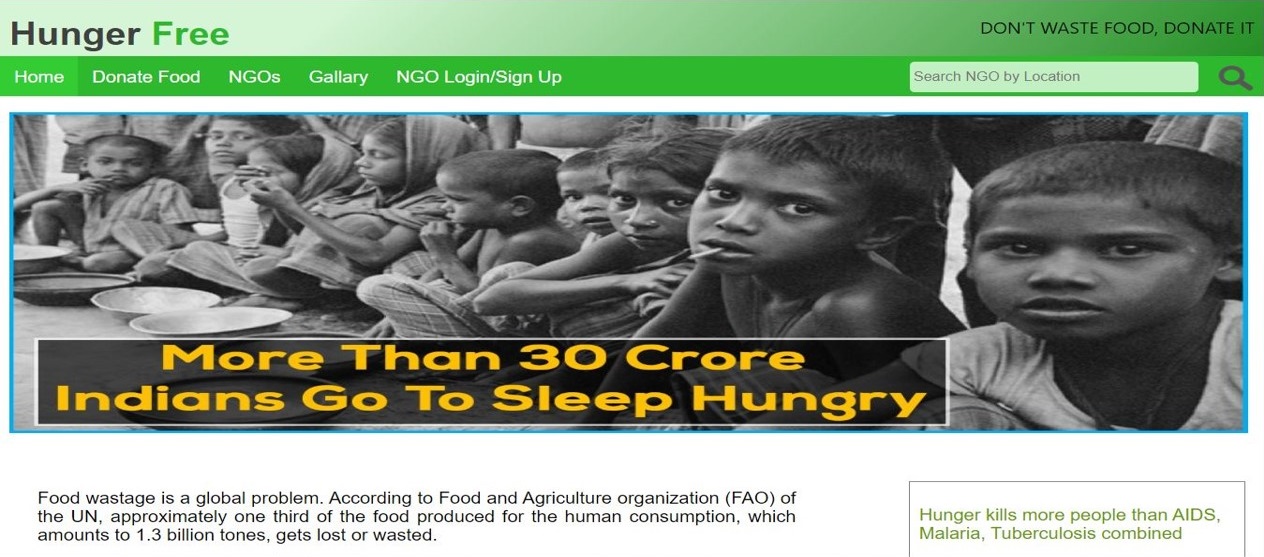 Hunger Free
DON'T WASTE FOOD, DONATE IT
Home Donate Food NGOs Gallary NGO Login/Sign Up Search NGO by Location
More Than 30 Crore
Indians Go To Sleep Hungry
Food wastage is a global problem. According to Food and Agriculture organization (FAO) of
the UN, approximately one third of the food produced for the human consumption, which
amounts to 1.3 billion tones, gets lost or wasted.
Hunger kills more people than AIDS,
Malaria, Tuberculosis combined